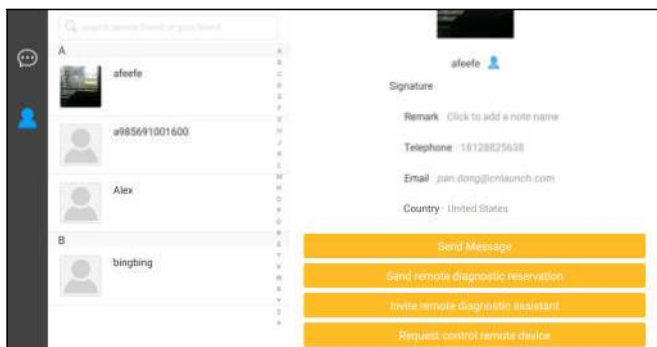 A
afeefe
a985691001600
Alex
B
bingbing
afeefe
Signature
Remark Click to add a note name
Telephone 18128825638
Email pan.dong@cnlaunch.com
Country United States
Send Message
Send remote diagnostic reservation
Invite remote diagnostic assistant
Request control remote device